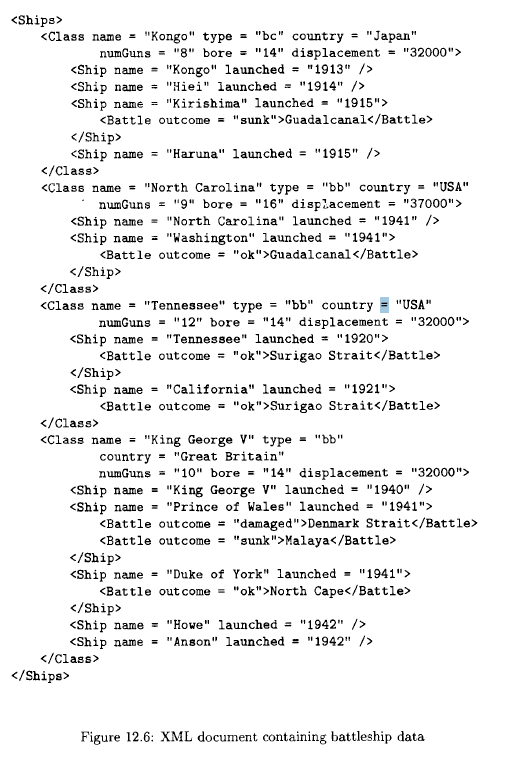 <Ships>
<Class name = "Kongo" type = "bc" country = "Japan"
numGuns = "8" bore = "14" displacement = "32000">
<Ship name = "Kongo" launched = "1913" />
<Ship name = "Hiei" launched = "1914" />
<Ship name = "Kirishima" launched = "1915">
<Battle outcome = "sunk">Guadalcanal</Battle>
</Ship>
<Ship name = "Haruna" launched = "1915" />
</Class>
<Class name = "North Carolina" type = "bb" country = "USA"
numGuns = "9" bore = "16" displacement = "37000">
<Ship name = "North Carolina" launched = "1941" />
<Ship name = "Washington" launched = "1941">
<Battle outcome = "ok">Guadalcanal</Battle>
</Ship>
</Class>
<Class name = "Tennessee" type = "bb" country = "USA"
numGuns = "12" bore = "14" displacement = "32000">
<Ship name = "Tennessee" launched = "1920">
<Battle outcome = "ok">Surigao Strait</Battle>
</Ship>
<Ship name = "California" launched = "1921">
<Battle outcome = "ok">Surigao Strait</Battle>
</Class>
<Class name = "King George V" type = "bb"
country = "Great Britain"
numGuns = "10" bore = "14" displacement = "32000">
<Ship name = "King George V" launched = "1940" />
<Ship name = "Prince of Wales" launched = "1941">
<Battle outcome = "damaged">Denmark Strait</Battle>
<Battle outcome = "sunk">Malaya</Battle>
</Ship>
<Ship name = "Duke of York" launched = "1941">
<Battle outcome = "ok">North Cape</Battle>
</Ship>
<Ship name = "Howe" launched = "1942" />
<Ship name = "Anson" launched = "1942" />
</Class>
</Ships>
Figure 12.6: XML document containing battleship data